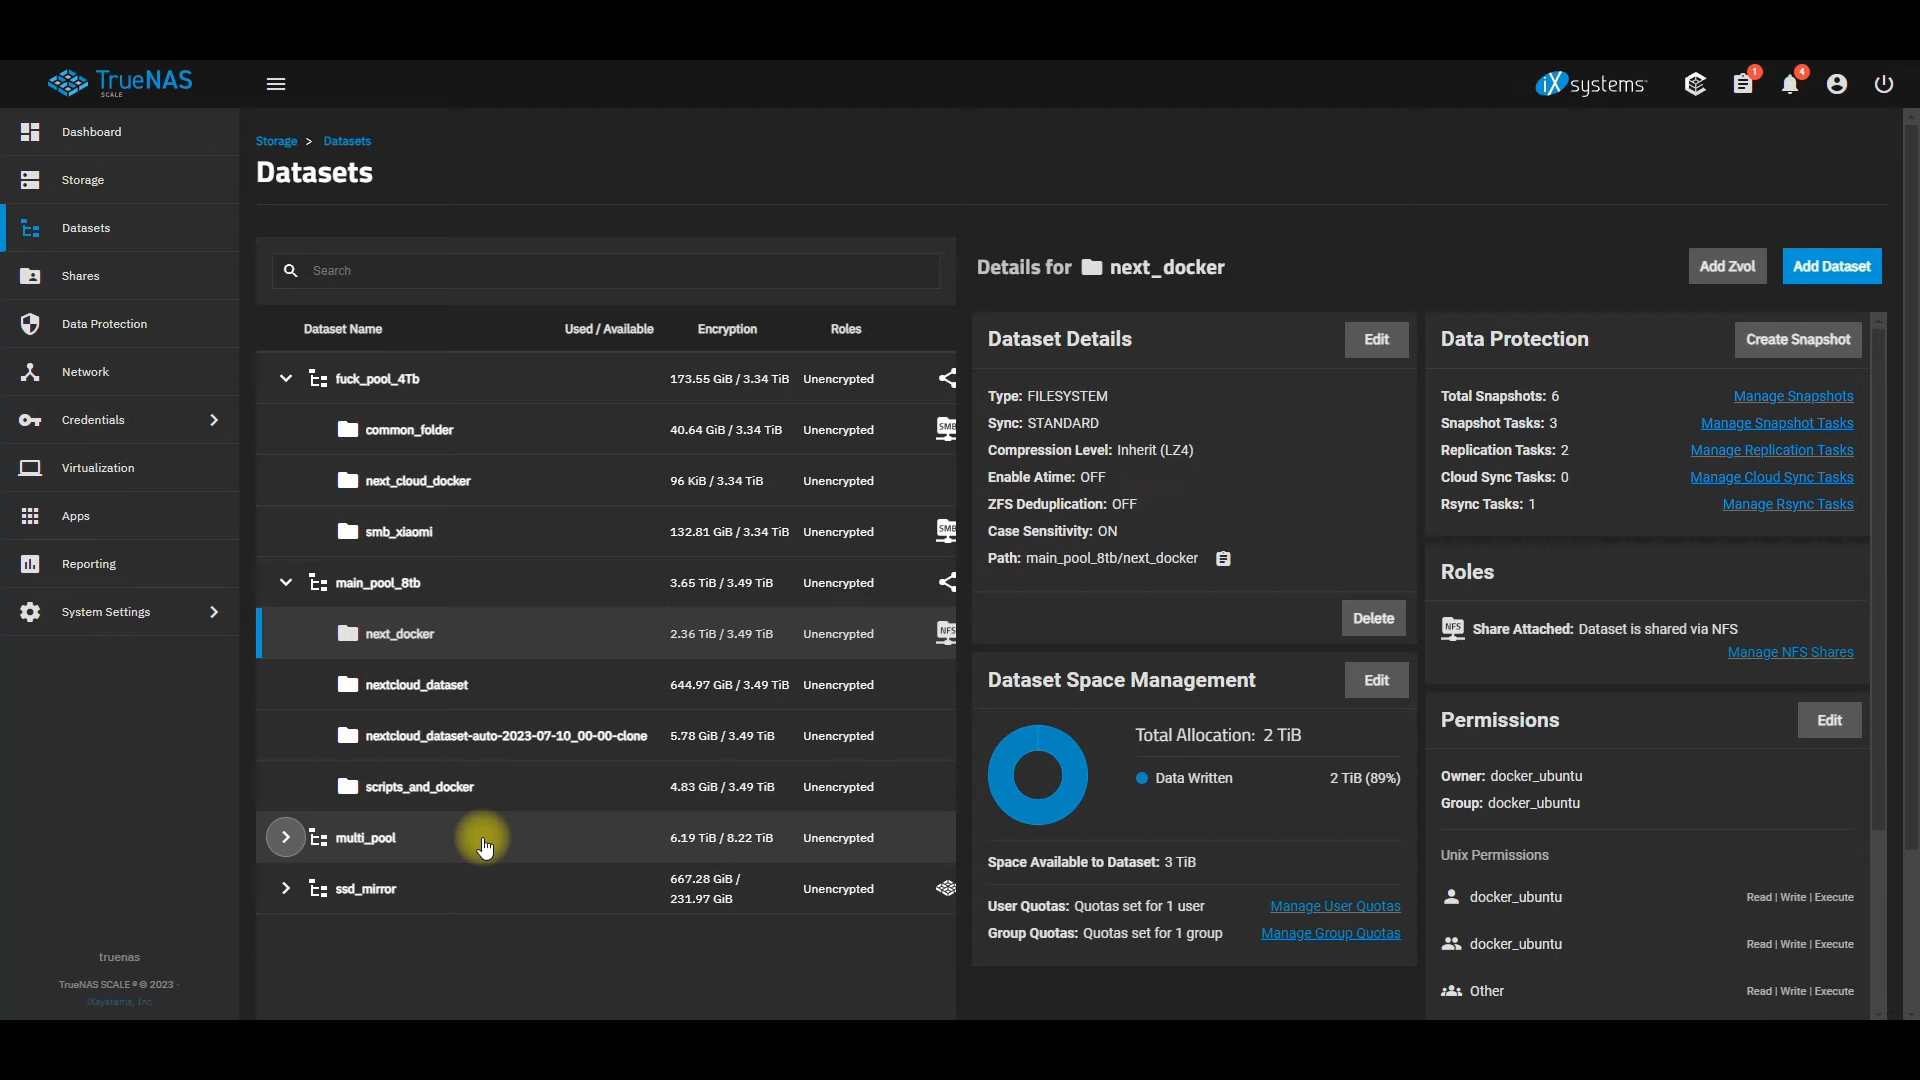 TrueNAS
SCALE
iXsystems
1
4
Dashboard
Storage
Datasets
Shares
Data Protection
Network
Credentials
Virtualization
Apps
Reporting
System Settings
truenas
TrueNAS SCALE ® © 2023 -
iXsystems, Inc
Storage > Datasets
Datasets
Search
Dataset Name Used / Available Encryption Roles
fuck_pool_4Tb 173.55 GiB / 3.34 TiB Unencrypted
common_folder 40.64 GiB / 3.34 TiB Unencrypted SMB
next_cloud_docker 96 KiB / 3.34 TiB Unencrypted
smb_xiaomi 132.81 GiB / 3.34 TiB Unencrypted SMB
main_pool_8tb 3.65 TiB / 3.49 TiB Unencrypted
next_docker 2.36 TiB / 3.49 TiB Unencrypted NFS
nextcloud_dataset 644.97 GiB / 3.49 TiB Unencrypted
nextcloud_dataset-auto-2023-07-10_00-00-clone 5.78 GiB / 3.49 TiB Unencrypted
scripts_and_docker 4.83 GiB / 3.49 TiB Unencrypted
multi_pool 6.19 TiB / 8.22 TiB Unencrypted
ssd_mirror 667.28 GiB / 231.97 GiB Unencrypted
Details for next_docker
Add Zvol
Add Dataset
Dataset Details
Edit
Type: FILESYSTEM
Sync: STANDARD
Compression Level: Inherit (LZ4)
Enable Atime: OFF
ZFS Deduplication: OFF
Case Sensitivity: ON
Path: main_pool_8tb/next_docker
Delete
Dataset Space Management
Edit
Total Allocation: 2 TiB
Data Written 2 TiB (89%)
Space Available to Dataset: 3 TiB
User Quotas: Quotas set for 1 user Manage User Quotas
Group Quotas: Quotas set for 1 group Manage Group Quotas
Data Protection
Create Snapshot
Total Snapshots: 6 Manage Snapshots
Snapshot Tasks: 3 Manage Snapshot Tasks
Replication Tasks: 2 Manage Replication Tasks
Cloud Sync Tasks: 0 Manage Cloud Sync Tasks
Rsync Tasks: 1 Manage Rsync Tasks
Roles
NFS Share Attached: Dataset is shared via NFS
Manage NFS Shares
Permissions
Edit
Owner: docker_ubuntu
Group: docker_ubuntu
Unix Permissions
docker_ubuntu Read | Write | Execute
docker_ubuntu Read | Write | Execute
Other Read | Write | Execute